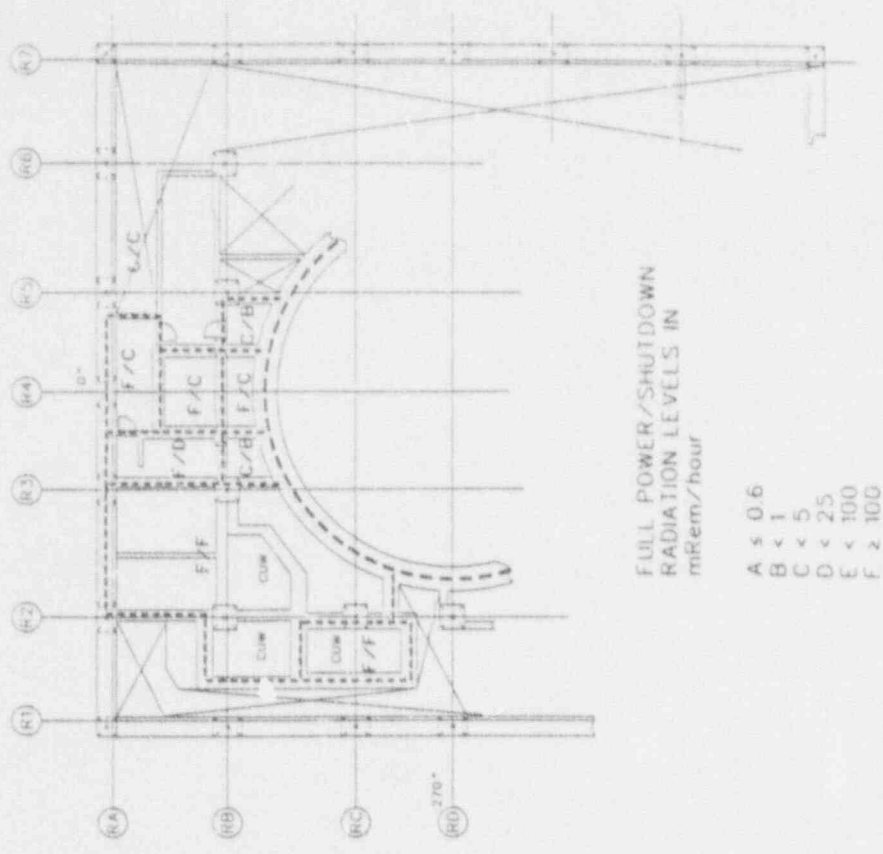 R1
R2
R3
R4
R5
R6
R7
RA
RB
RC
RD
0°
270°
F/C
F/D
F/C
F/C
C/B
F/C
C/B
F/F
CUW
CUW
CUW
F/F
FULL POWER/SHUTDOWN
RADIATION LEVELS IN
mRem/hour
A ≤ 0.6
B < 1
C < 5
D < 25
E < 100
F ≥ 100